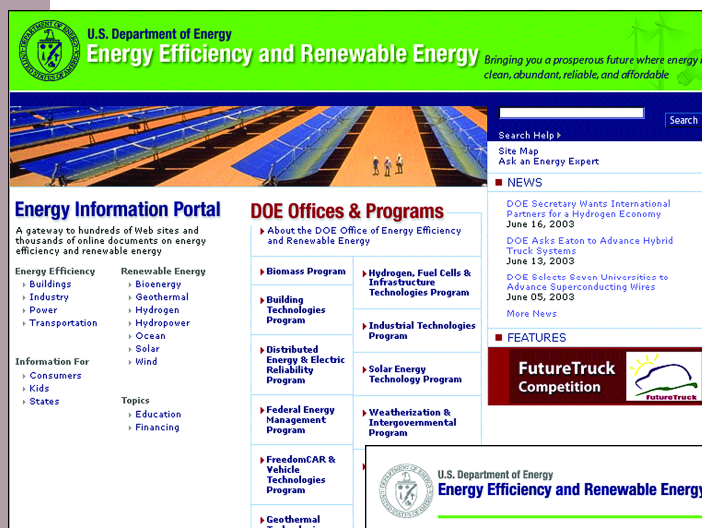 U.S. Department of Energy
Energy Efficiency and Renewable Energy
Bringing you a prosperous future where energy
clean, abundant, reliable, and affordable
Search
Search Help
Site Map
Ask an Energy Expert
NEWS
DOE Secretary Wants International
Partners for a Hydrogen Economy
June 16, 2003
DOE Asks Eaton to Advance Hybrid
Truck Systems
June 13, 2003
DOE Selects Seven Universities to
Advance Superconducting Wires
June 05, 2003
More News
FEATURES
FutureTruck
Competition
FutureTruck
Energy Information Portal
A gateway to hundreds of Web sites and
thousands of online documents on energy
efficiency and renewable energy
Energy Efficiency
Buildings
Industry
Power
Transportation
Renewable Energy
Bioenergy
Geothermal
Hydrogen
Hydropower
Ocean
Solar
Wind
Information For
Consumers
Kids
States
Topics
Education
Financing
DOE Offices & Programs
About the DOE Office of Energy Efficiency
and Renewable Energy
Biomass Program
Building
Technologies
Program
Distributed
Energy & Electric
Reliability
Program
Federal Energy
Management
Program
FreedomCAR &
Vehicle
Technologies
Program
Geothermal
Hydrogen, Fuel Cells &
Infrastructure
Technologies Program
Industrial Technologies
Program
Solar Energy
Technology Program
Weatherization &
Intergovernmental
Program
U.S. Department of Energy
Energy Efficiency and Renewable Energy